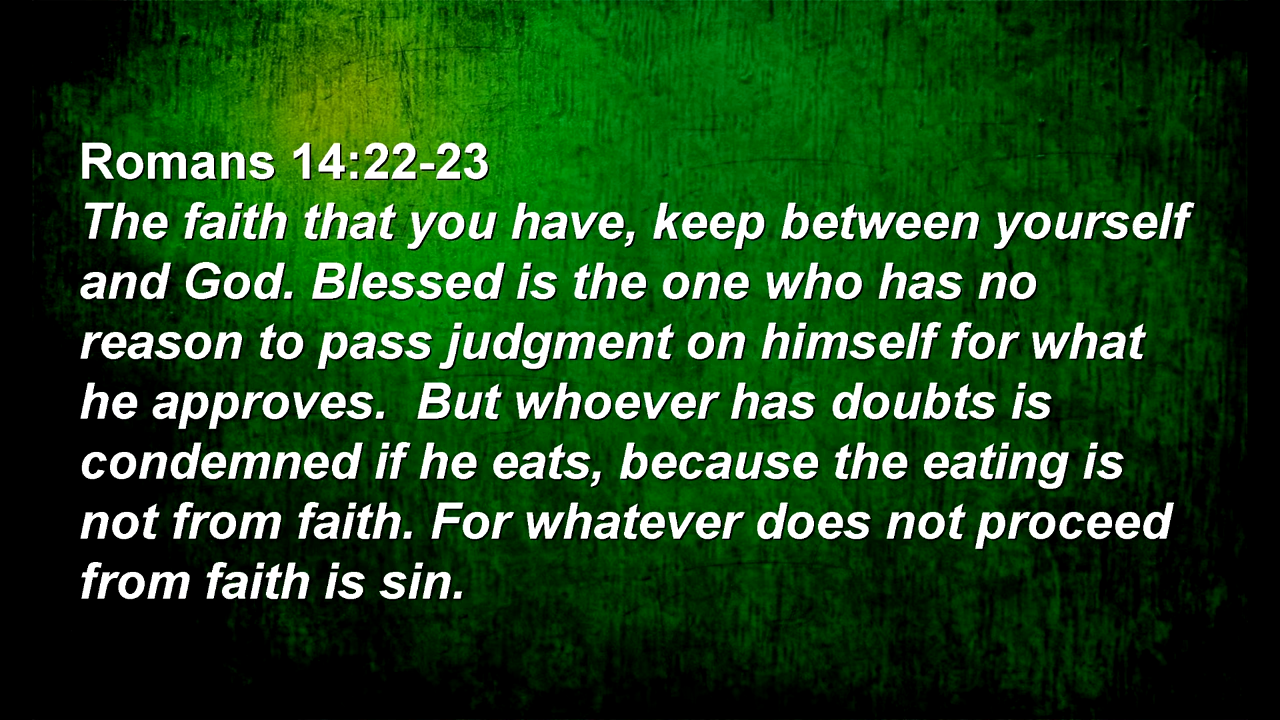 Romans 14:22-23
The faith that you have, keep between yourself
and God. Blessed is the one who has no
reason to pass judgment on himself for what
he approves.  But whoever has doubts is
condemned if he eats, because the eating is
not from faith. For whatever does not proceed
from faith is sin.